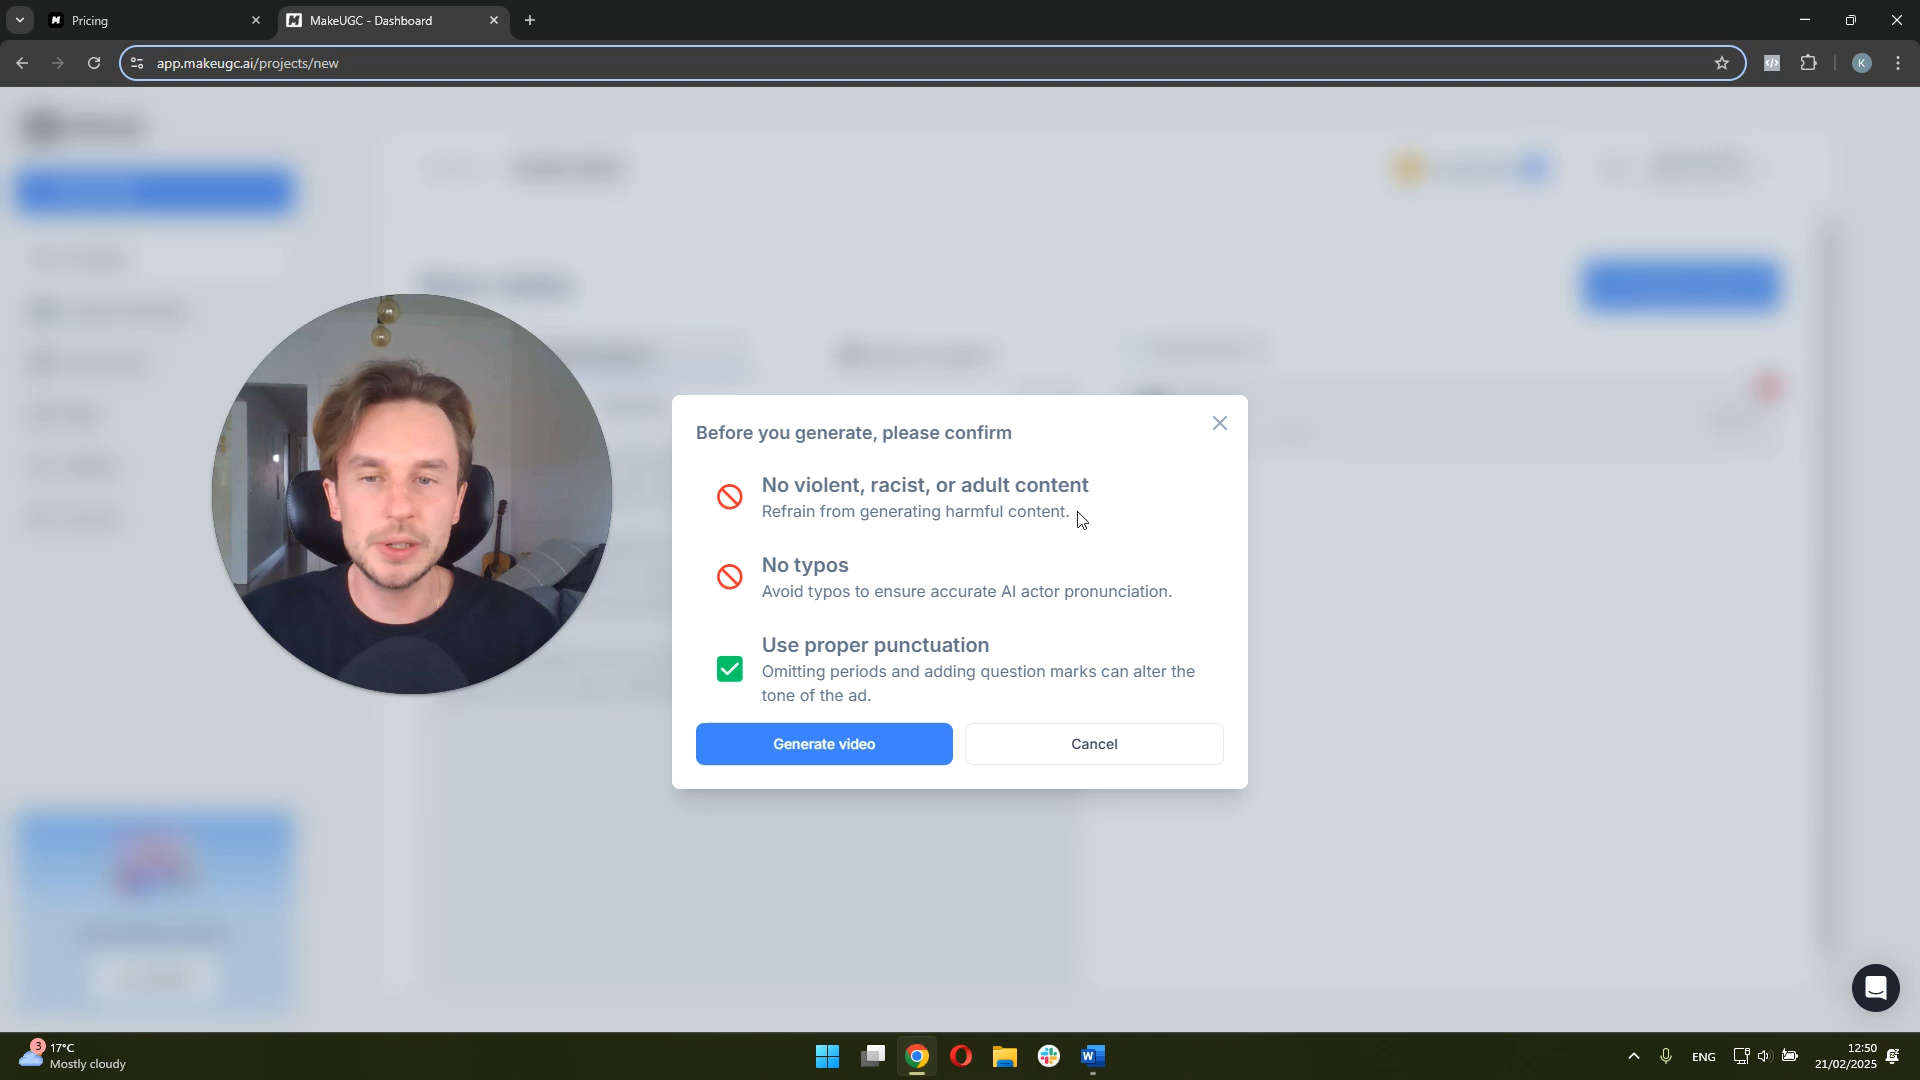 Pricing
MakeUGC - Dashboard
app.makeugc.ai/projects/new
K
Before you generate, please confirm
No violent, racist, or adult content
Refrain from generating harmful content.
No typos
Avoid typos to ensure accurate AI actor pronunciation.
Use proper punctuation
Omitting periods and adding question marks can alter the
tone of the ad.
Generate video
Cancel
3
17°C
Mostly cloudy
ENG
12:50
21/02/2025